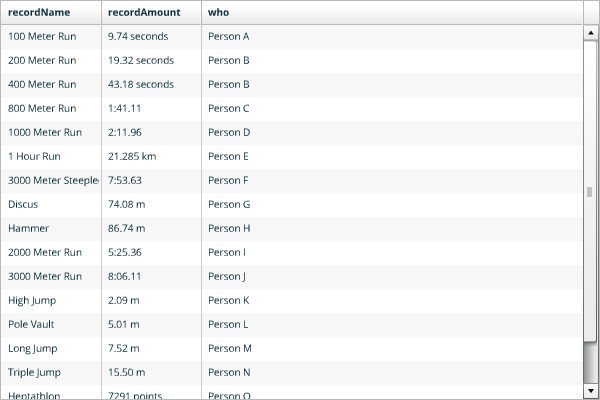 recordName recordAmount who
100 Meter Run 9.74 seconds Person A
200 Meter Run 19.32 seconds Person B
400 Meter Run 43.18 seconds Person B
800 Meter Run 1:41.11 Person C
1000 Meter Run 2:11.96 Person D
1 Hour Run 21.285 km Person E
3000 Meter Steeple 7:53.63 Person F
Discus 74.08 m Person G
Hammer 86.74 m Person H
2000 Meter Run 5:25.36 Person I
3000 Meter Run 8:06.11 Person J
High Jump 2.09 m Person K
Pole Vault 5.01 m Person L
Long Jump 7.52 m Person M
Triple Jump 15.50 m Person N
Heptathlon 7291 points Person O